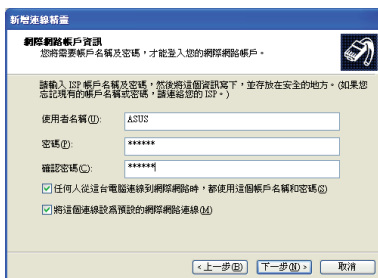 新增連線精靈
網際網路帳戶資訊
您將需要帳戶名稱及密碼，才能登入您的網際網路帳戶。
請輸入 ISP 帳戶名稱及密碼，然後將這個資訊寫下，並存放在安全的地方。(如果您
忘記現有的帳戶名稱或密碼，請連絡您的 ISP。)
使用者名稱(U): ASUS
密碼(P): ******
確認密碼(C): ******
任何人從這台電腦連線到網際網路時，都使用這個帳戶名稱和密碼(S)
將這個連線設為預設的網際網路連線(M)
<上一步(B) 下一步(N)> 取消